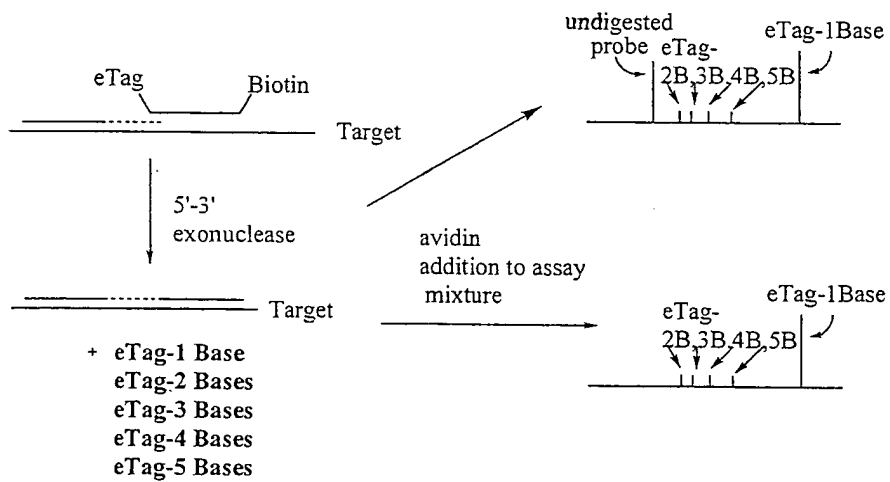 eTag
Biotin
Target
5'-3'
exonuclease
Target
+ eTag-1 Base
eTag-2 Bases
eTag-3 Bases
eTag-4 Bases
eTag-5 Bases
avidin
addition to assay
mixture
undigested
probe
eTag-
2B,3B,4B,5B
eTag-1Base
eTag-
2B,3B,4B,5B
eTag-1Base